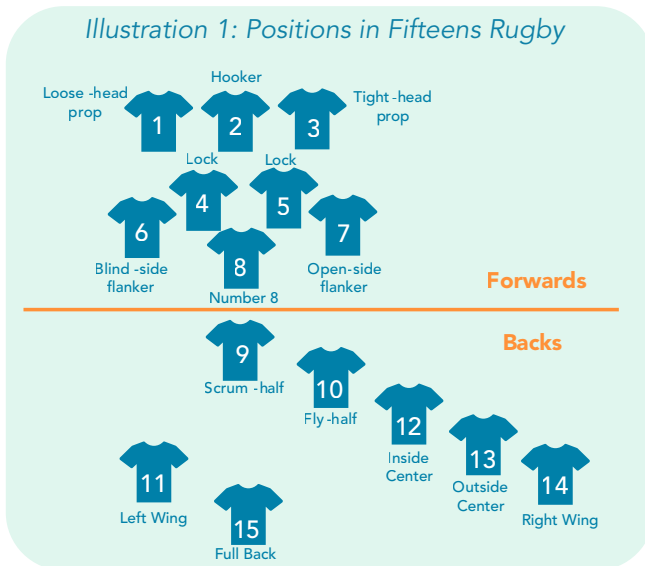 Illustration 1: Positions in Fifteens Rugby
Hooker
Loose -head
prop
Tight -head
prop
1
2
3
Lock
Lock
4
5
6
7
8
Blind -side
flanker
Open-side
flanker
Number 8
Forwards
Backs
9
Scrum -half
10
Fly -half
12
Inside
Center
13
Outside
Center
14
Right Wing
11
Left Wing
15
Full Back